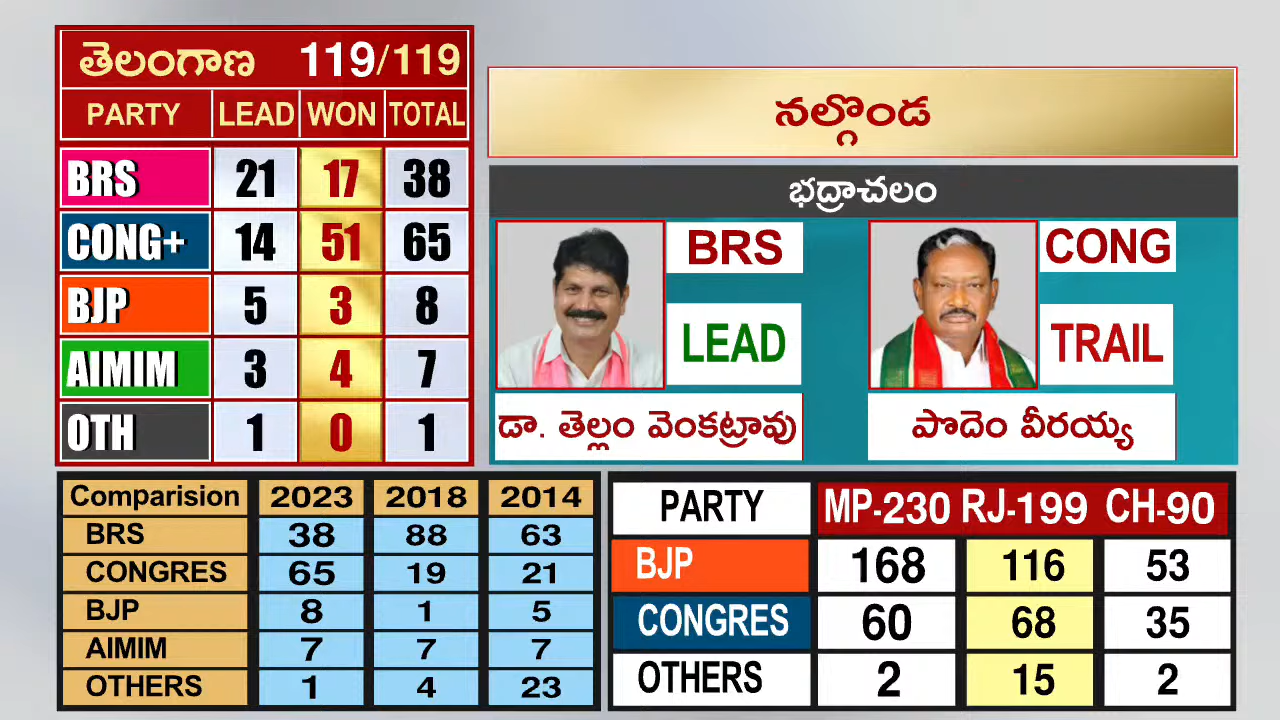 తెలంగాణ 119/119
PARTY LEAD WON TOTAL
BRS 21 17 38
CONG+ 14 51 65
BJP 5 3 8
AIMIM 3 4 7
OTH 1 0 1
నల్గొండ
భద్రాచలం
BRS
LEAD
డా. తెల్లం వెంకట్రావు
CONG
TRAIL
పొదెం వీరయ్య
Comparision 2023 2018 2014
BRS 38 88 63
CONGRES 65 19 21
BJP 8 1 5
AIMIM 7 7 7
OTHERS 1 4 23
PARTY MP-230 RJ-199 CH-90
BJP 168 116 53
CONGRES 60 68 35
OTHERS 2 15 2